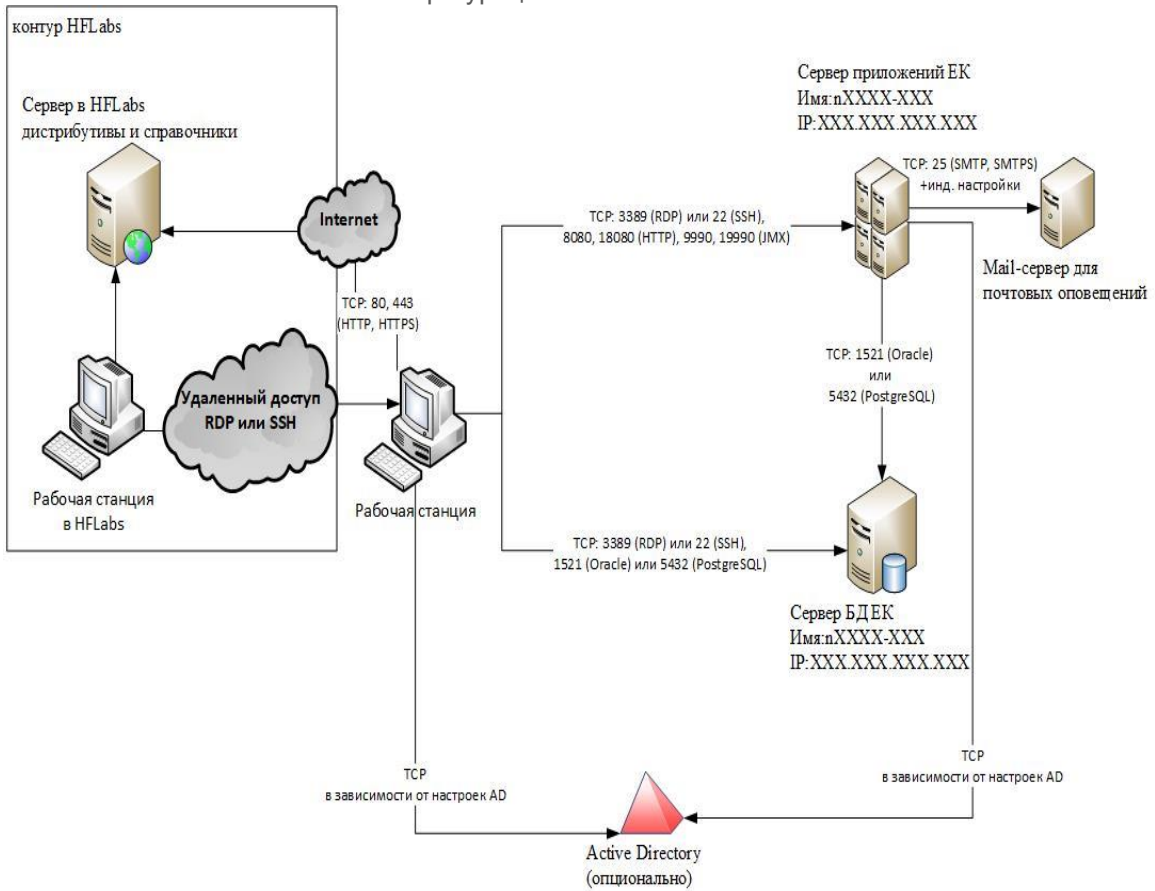 контур HFLabs
Сервер в HFLabs
дистрибутивы и справочники
Internet
TCP: 80, 443
(HTTP, HTTPS)
Удаленный доступ
RDP или SSH
Рабочая станция
в HFLabs
Рабочая станция
Сервер приложений ЕК
Имя:nXXXX-XXX
IP:XXX.XXX.XXX.XXX
TCP: 25 (SMTP, SMTPS)
+инд. настройки
TCP: 3389 (RDP) или 22 (SSH),
8080, 18080 (HTTP), 9990, 19990 (JMX)
Mail-сервер для
почтовых оповещений
TCP: 1521 (Oracle)
или
5432 (PostgreSQL)
TCP: 3389 (RDP) или 22 (SSH),
1521 (Oracle) или 5432 (PostgreSQL)
Сервер БД ЕК
Имя:nXXXX-XXX
IP:XXX.XXX.XXX.XXX
TCP
в зависимости от настроек AD
TCP
в зависимости от настроек AD
Active Directory
(опционально)